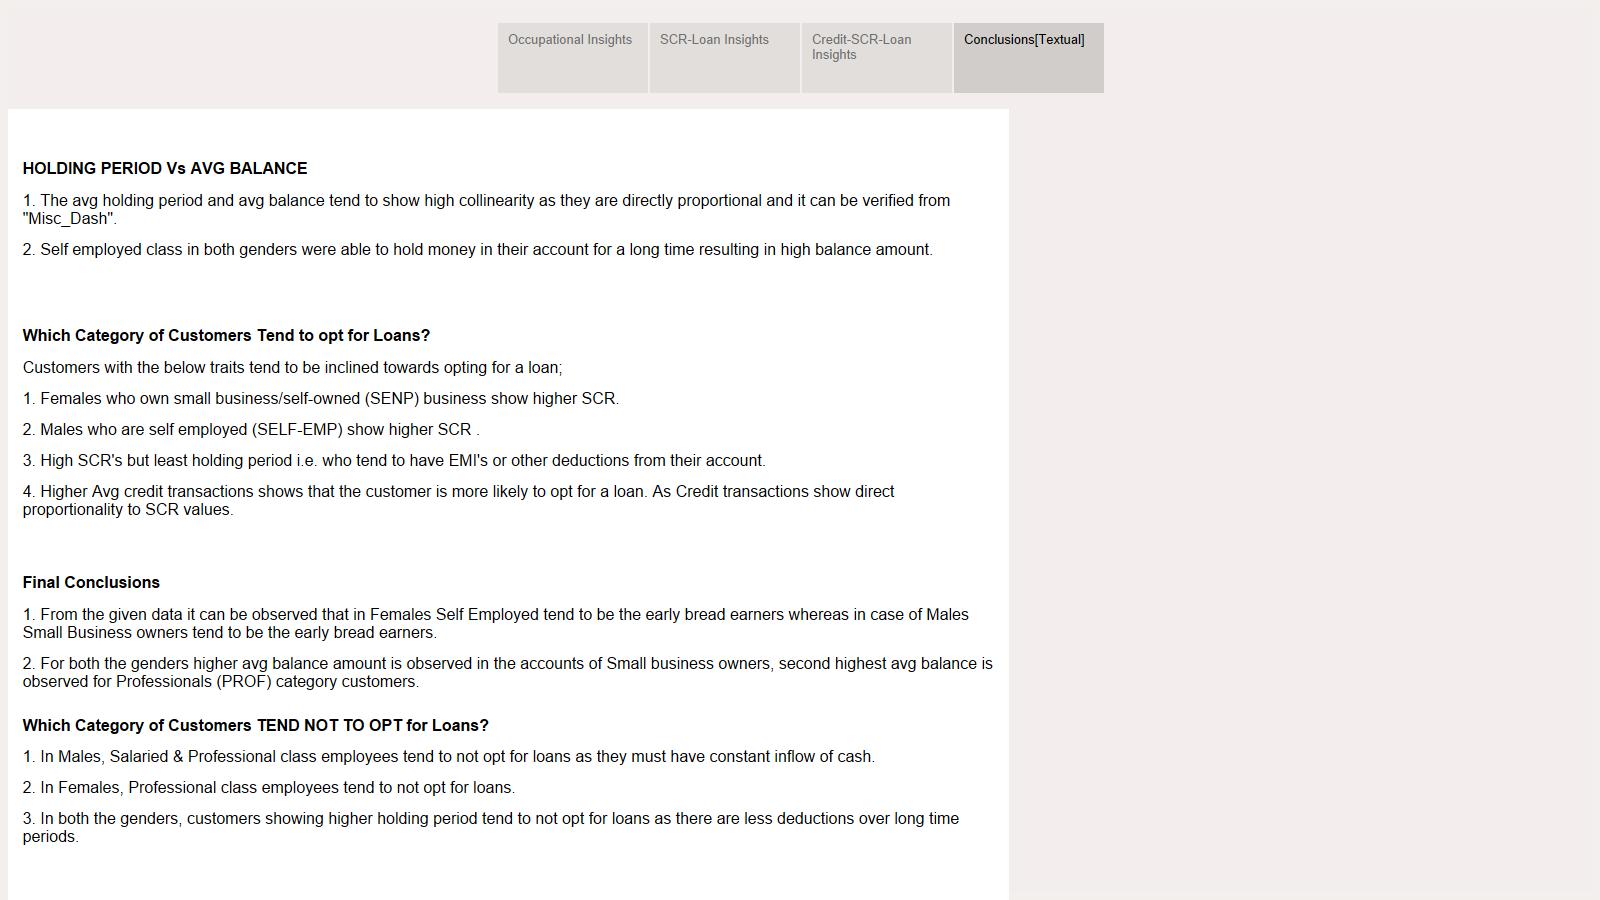 Occupational Insights
SCR-Loan Insights
Credit-SCR-Loan
Insights
Conclusions[Textual]
HOLDING PERIOD Vs AVG BALANCE
1. The avg holding period and avg balance tend to show high collinearity as they are directly proportional and it can be verified from
"Misc_Dash".
2. Self employed class in both genders were able to hold money in their account for a long time resulting in high balance amount.
Which Category of Customers Tend to opt for Loans?
Customers with the below traits tend to be inclined towards opting for a loan;
1. Females who own small business/self-owned (SENP) business show higher SCR.
2. Males who are self employed (SELF-EMP) show higher SCR .
3. High SCR's but least holding period i.e. who tend to have EMI's or other deductions from their account.
4. Higher Avg credit transactions shows that the customer is more likely to opt for a loan. As Credit transactions show direct
proportionality to SCR values.
Final Conclusions
1. From the given data it can be observed that in Females Self Employed tend to be the early bread earners whereas in case of Males
Small Business owners tend to be the early bread earners.
2. For both the genders higher avg balance amount is observed in the accounts of Small business owners, second highest avg balance is
observed for Professionals (PROF) category customers.
Which Category of Customers TEND NOT TO OPT for Loans?
1. In Males, Salaried & Professional class employees tend to not opt for loans as they must have constant inflow of cash.
2. In Females, Professional class employees tend to not opt for loans.
3. In both the genders, customers showing higher holding period tend to not opt for loans as there are less deductions over long time
periods.